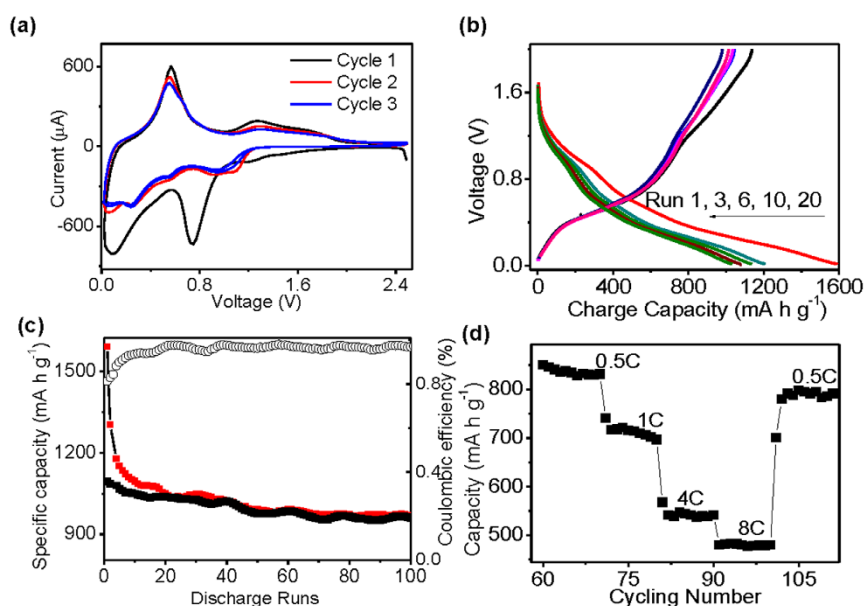 (a)
600
0
-600
Current (μA)
Cycle 1
Cycle 2
Cycle 3
0.0
0.8
1.6
2.4
Voltage (V)
(b)
1.6
0.8
0.0
Voltage (V)
Run 1, 3, 6, 10, 20
0
400
800
1200
1600
Charge Capacity (mA h g⁻¹)
(c)
1500
1200
900
Specific capacity (mA h g⁻¹)
0.8
0.4
0.0
Coulombic efficiency (%)
0
20
40
60
80
100
Discharge Runs
(d)
800
700
600
500
Capacity (mA h g⁻¹)
0.5C
1C
4C
8C
0.5C
60
75
90
105
Cycling Number